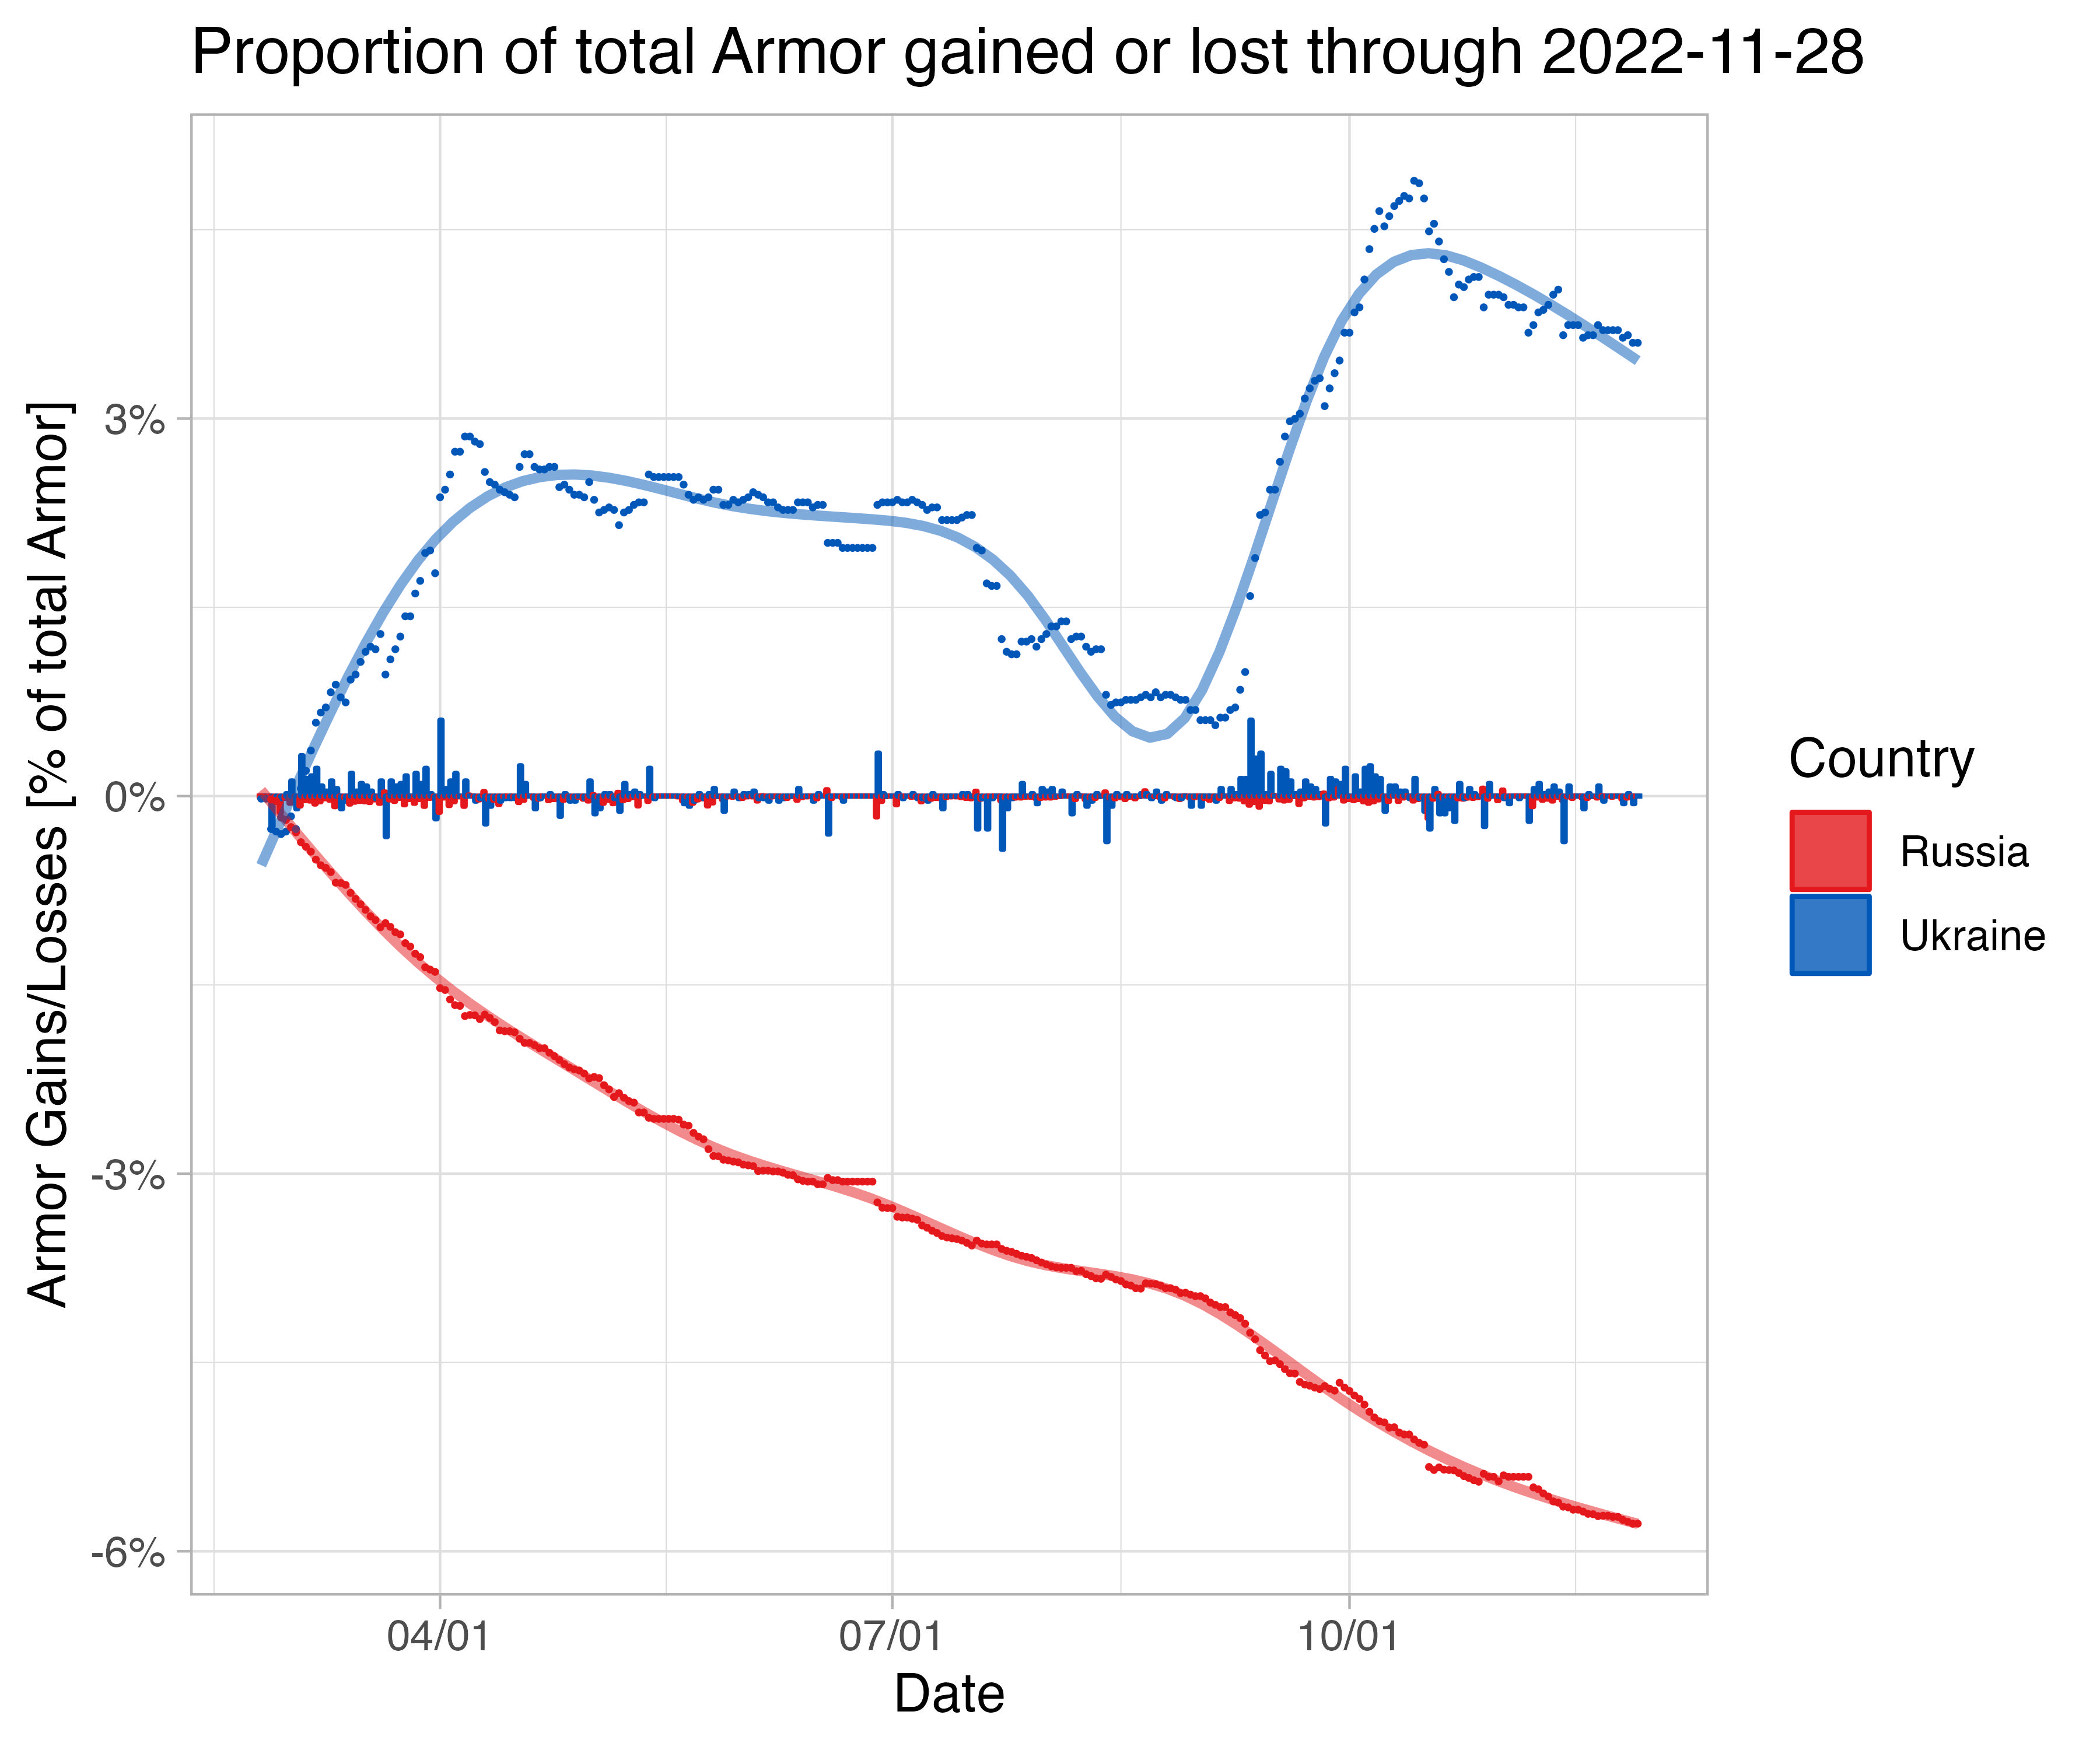 Proportion of total Armor gained or lost through 2022-11-28
Armor Gains/Losses [% of total Armor]
3%
0%
-3%
-6%
04/01
07/01
10/01
Date
Country
Russia
Ukraine